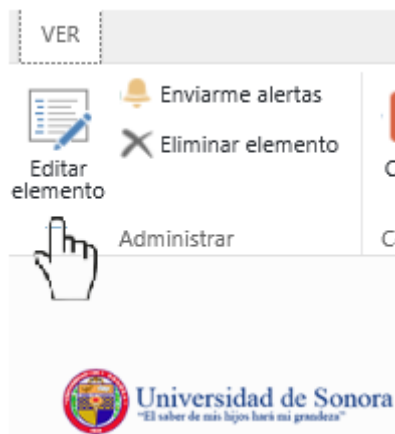 VER
Enviarme alertas
Eliminar elemento
Editar
elemento
Administrar
C
Ca
Universidad de Sonora
"El saber de mis hijos hará mi grandeza"